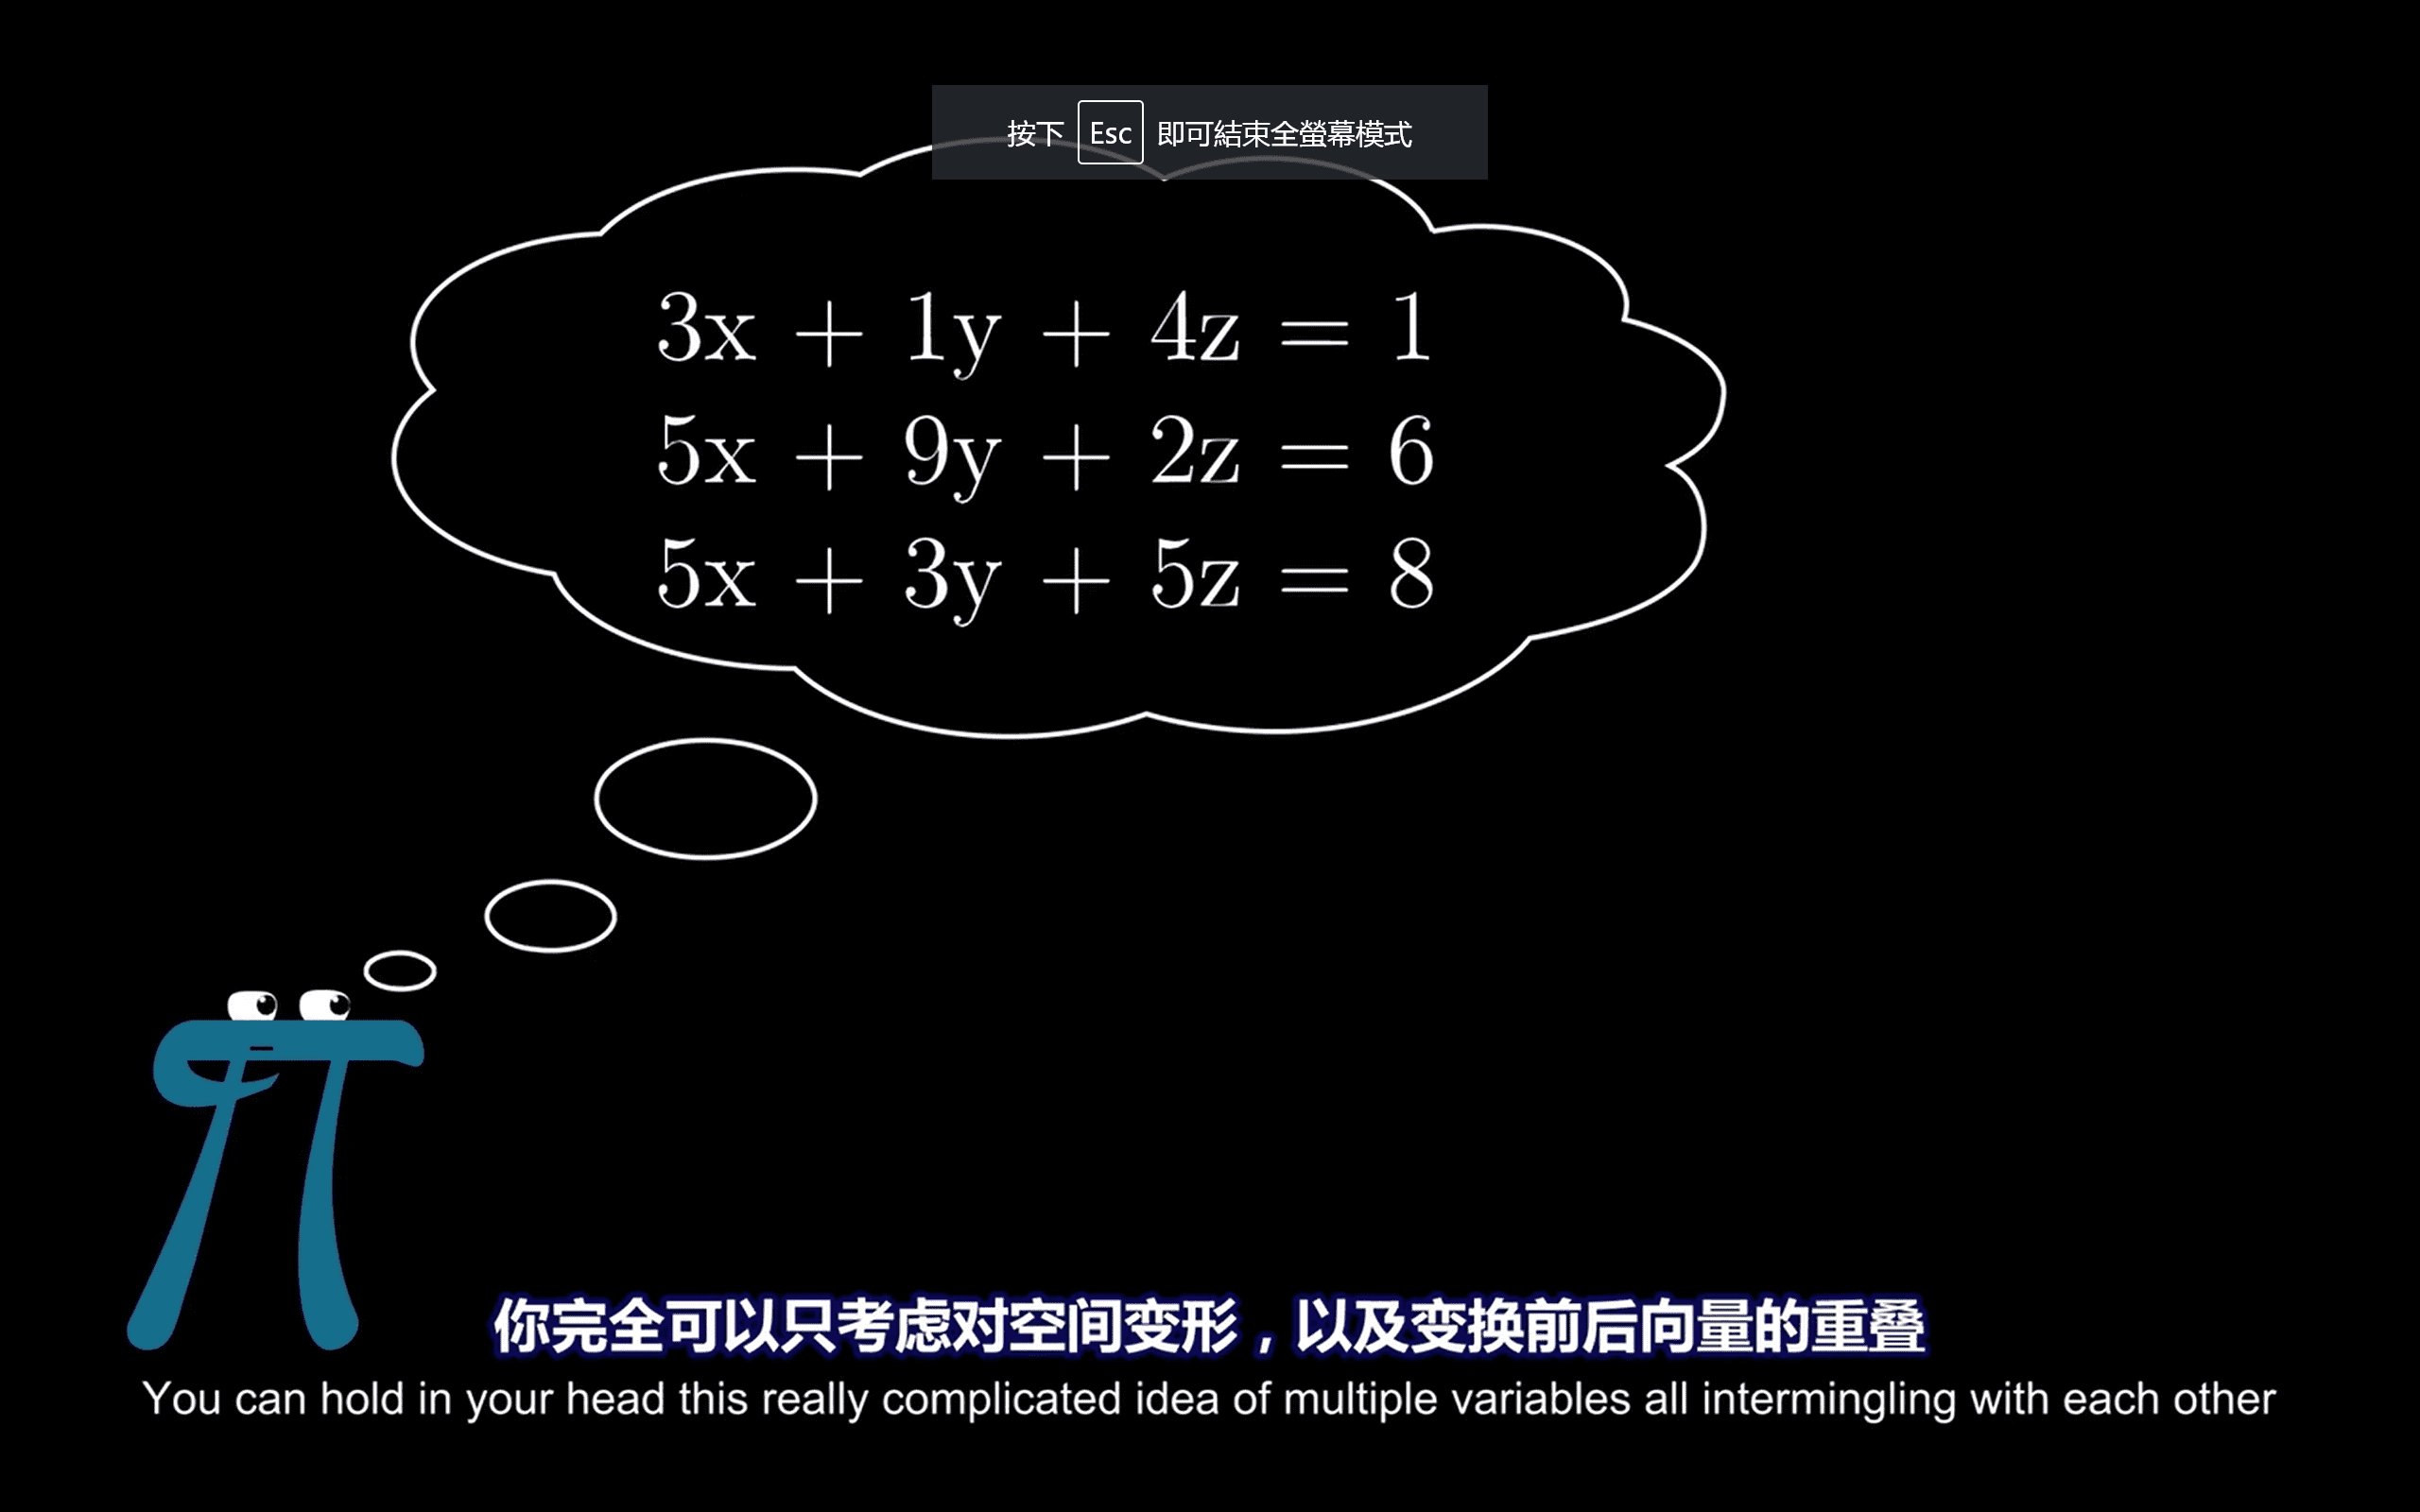 按下 Esc 即可結束全螢幕模式
3x + 1y + 4z = 1
5x + 9y + 2z = 6
5x + 3y + 5z = 8
你完全可以只考虑对空间变形，以及变换前后向量的重叠
You can hold in your head this really complicated idea of multiple variables all intermingling with each other